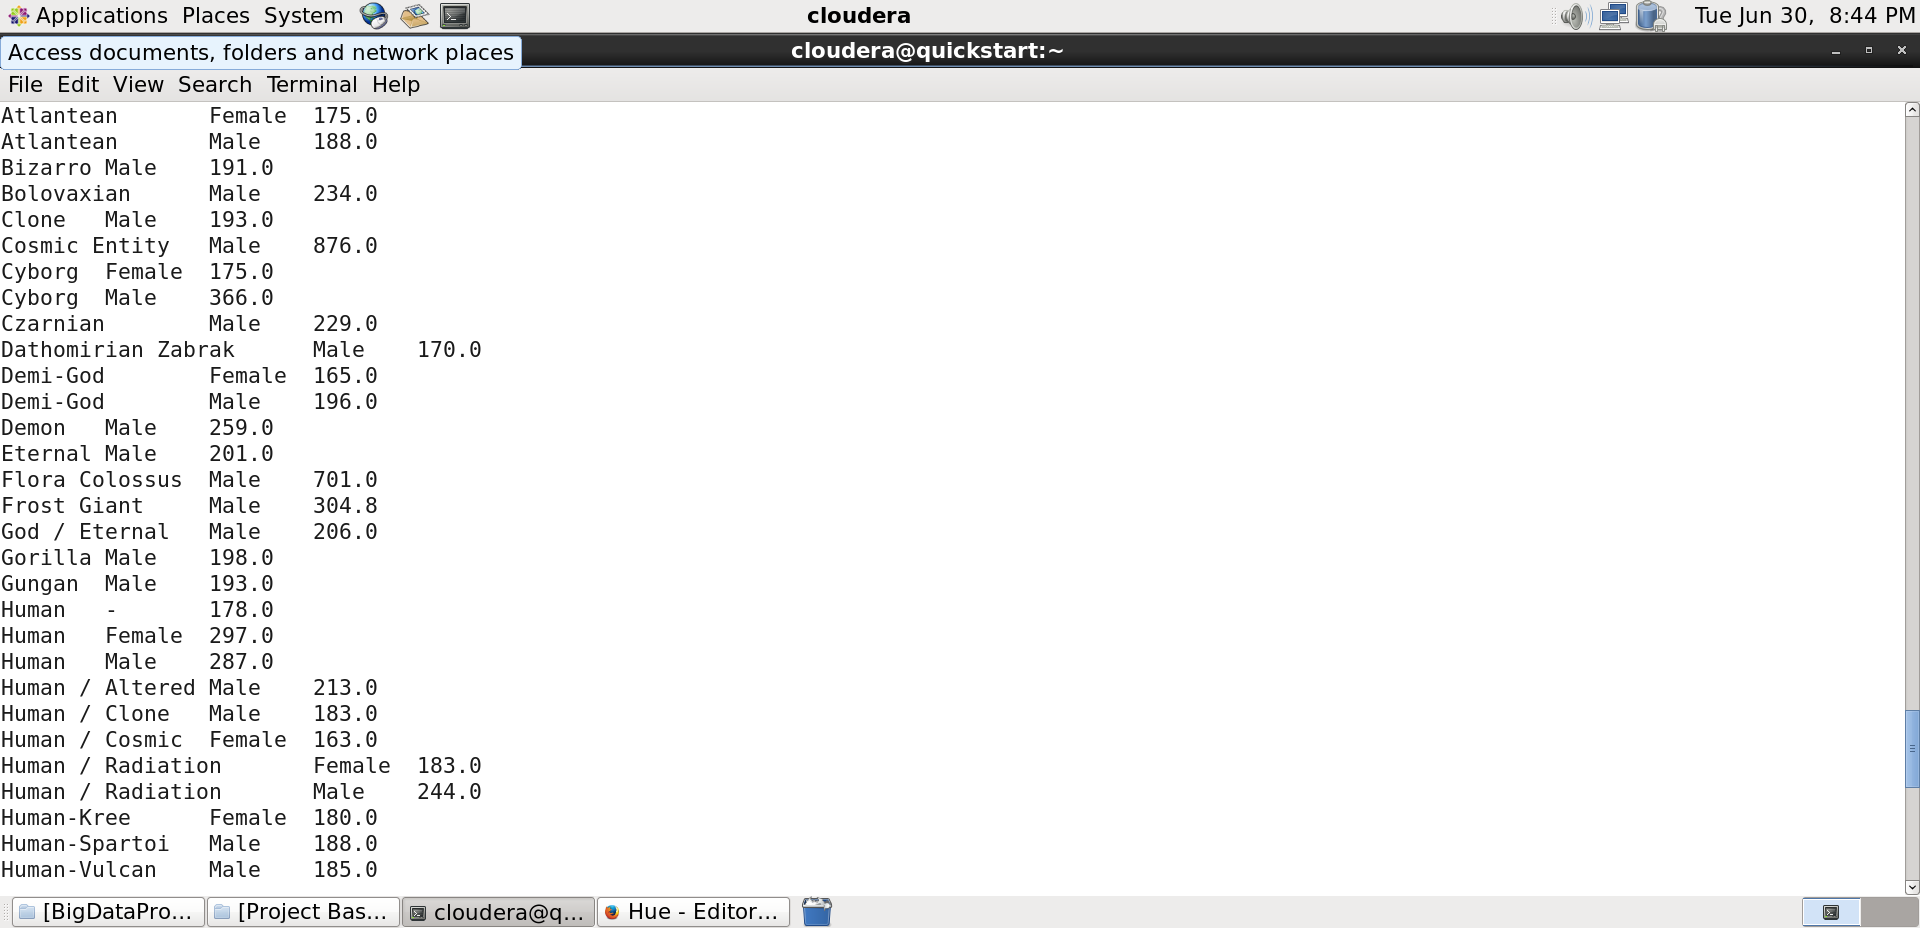 Applications Places System cloudera Tue Jun 30, 8:44 PM
Access documents, folders and network places cloudera@quickstart:~
File Edit View Search Terminal Help
Atlantean Female 175.0
Atlantean Male 188.0
Bizarro Male 191.0
Bolovaxian Male 234.0
Clone Male 193.0
Cosmic Entity Male 876.0
Cyborg Female 175.0
Cyborg Male 366.0
Czarnian Male 229.0
Dathomirian Zabrak Male 170.0
Demi-God Female 165.0
Demi-God Male 196.0
Demon Male 259.0
Eternal Male 201.0
Flora Colossus Male 701.0
Frost Giant Male 304.8
God / Eternal Male 206.0
Gorilla Male 198.0
Gungan Male 193.0
Human - 178.0
Human Female 297.0
Human Male 287.0
Human / Altered Male 213.0
Human / Clone Male 183.0
Human / Cosmic Female 163.0
Human / Radiation Female 183.0
Human / Radiation Male 244.0
Human-Kree Female 180.0
Human-Spartoi Male 188.0
Human-Vulcan Male 185.0
[BigDataPro... [Project Bas... cloudera@q... Hue - Editor...